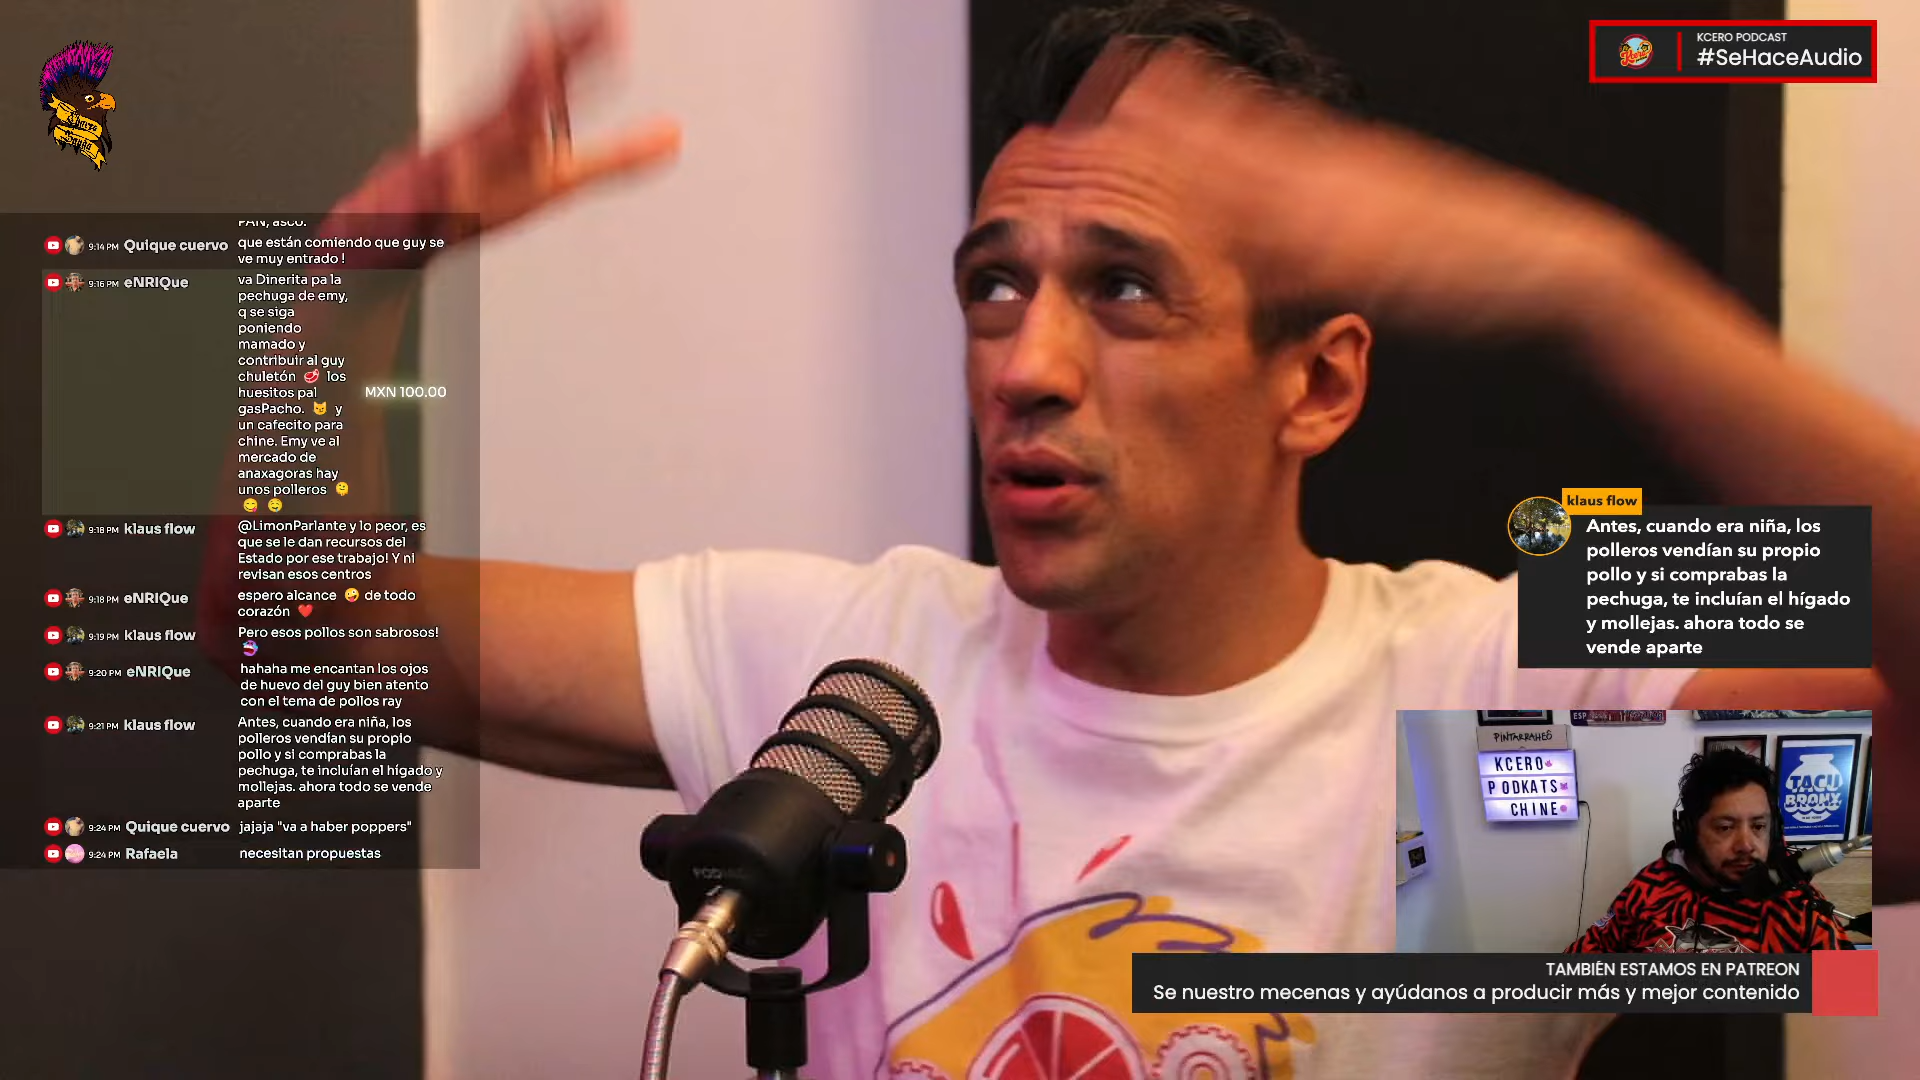 KCERO PODCAST
#SeHaceAudio
PAN, asco.
9:14 PM Quique cuervo que están comiendo que guy se
ve muy entrado !
9:16 PM eNRIQue va Dinerita pa la
pechuga de emy,
q se siga
poniendo
mamado y
contribuir al guy
chuletón 🥩 los
huesitos pal
MXN 100.00
gasPacho. 😼 y
un cafecito para
chine. Emy ve al
mercado de
anaxagoras hay
unos polleros 🫠
😋 🤤
9:18 PM klaus flow @LimonParlante y lo peor, es
que se le dan recursos del
Estado por ese trabajo! Y ni
revisan esos centros
9:18 PM eNRIQue espero alcance 🤪 de todo
corazón ❤️
9:19 PM klaus flow Pero esos pollos son sabrosos!
9:20 PM eNRIQue hahaha me encantan los ojos
de huevo del guy bien atento
con el tema de pollos ray
9:21 PM klaus flow Antes, cuando era niña, los
polleros vendían su propio
pollo y si comprabas la
pechuga, te incluían el hígado y
mollejas. ahora todo se vende
aparte
9:24 PM Quique cuervo jajaja "va a haber poppers"
9:24 PM Rafaela necesitan propuestas
klaus flow
Antes, cuando era niña, los
polleros vendían su propio
pollo y si comprabas la
pechuga, te incluían el hígado
y mollejas. ahora todo se
vende aparte
ESP
PINTARRAHES
KCERO
PODKATS
CHINE
TACU
BRONX
TAMBIÉN ESTAMOS EN PATREON
Se nuestro mecenas y ayúdanos a producir más y mejor contenido